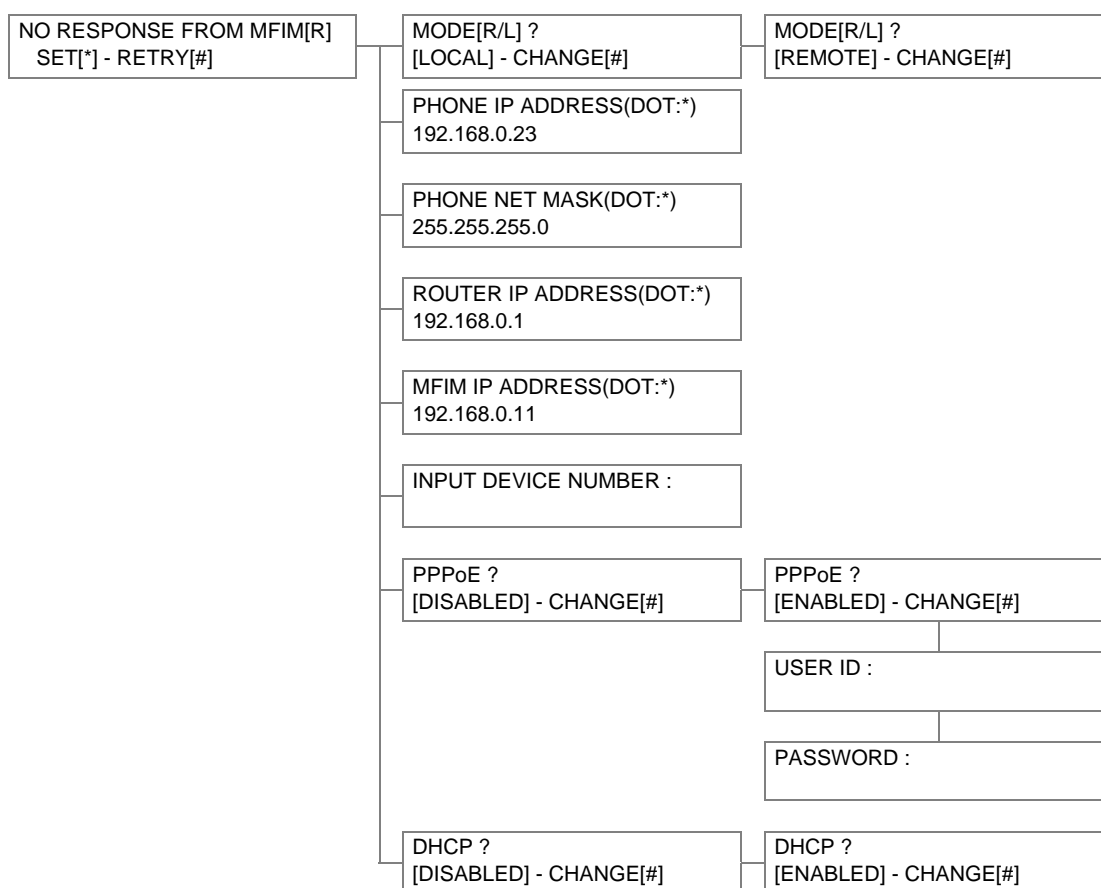 NO RESPONSE FROM MFIM[R]
SET[*] - RETRY[#]
MODE[R/L] ?
[LOCAL] - CHANGE[#]
MODE[R/L] ?
[REMOTE] - CHANGE[#]
PHONE IP ADDRESS(DOT:*)
192.168.0.23
PHONE NET MASK(DOT:*)
255.255.255.0
ROUTER IP ADDRESS(DOT:*)
192.168.0.1
MFIM IP ADDRESS(DOT:*)
192.168.0.11
INPUT DEVICE NUMBER :
PPPoE ?
[DISABLED] - CHANGE[#]
PPPoE ?
[ENABLED] - CHANGE[#]
USER ID :
PASSWORD :
DHCP ?
[DISABLED] - CHANGE[#]
DHCP ?
[ENABLED] - CHANGE[#]